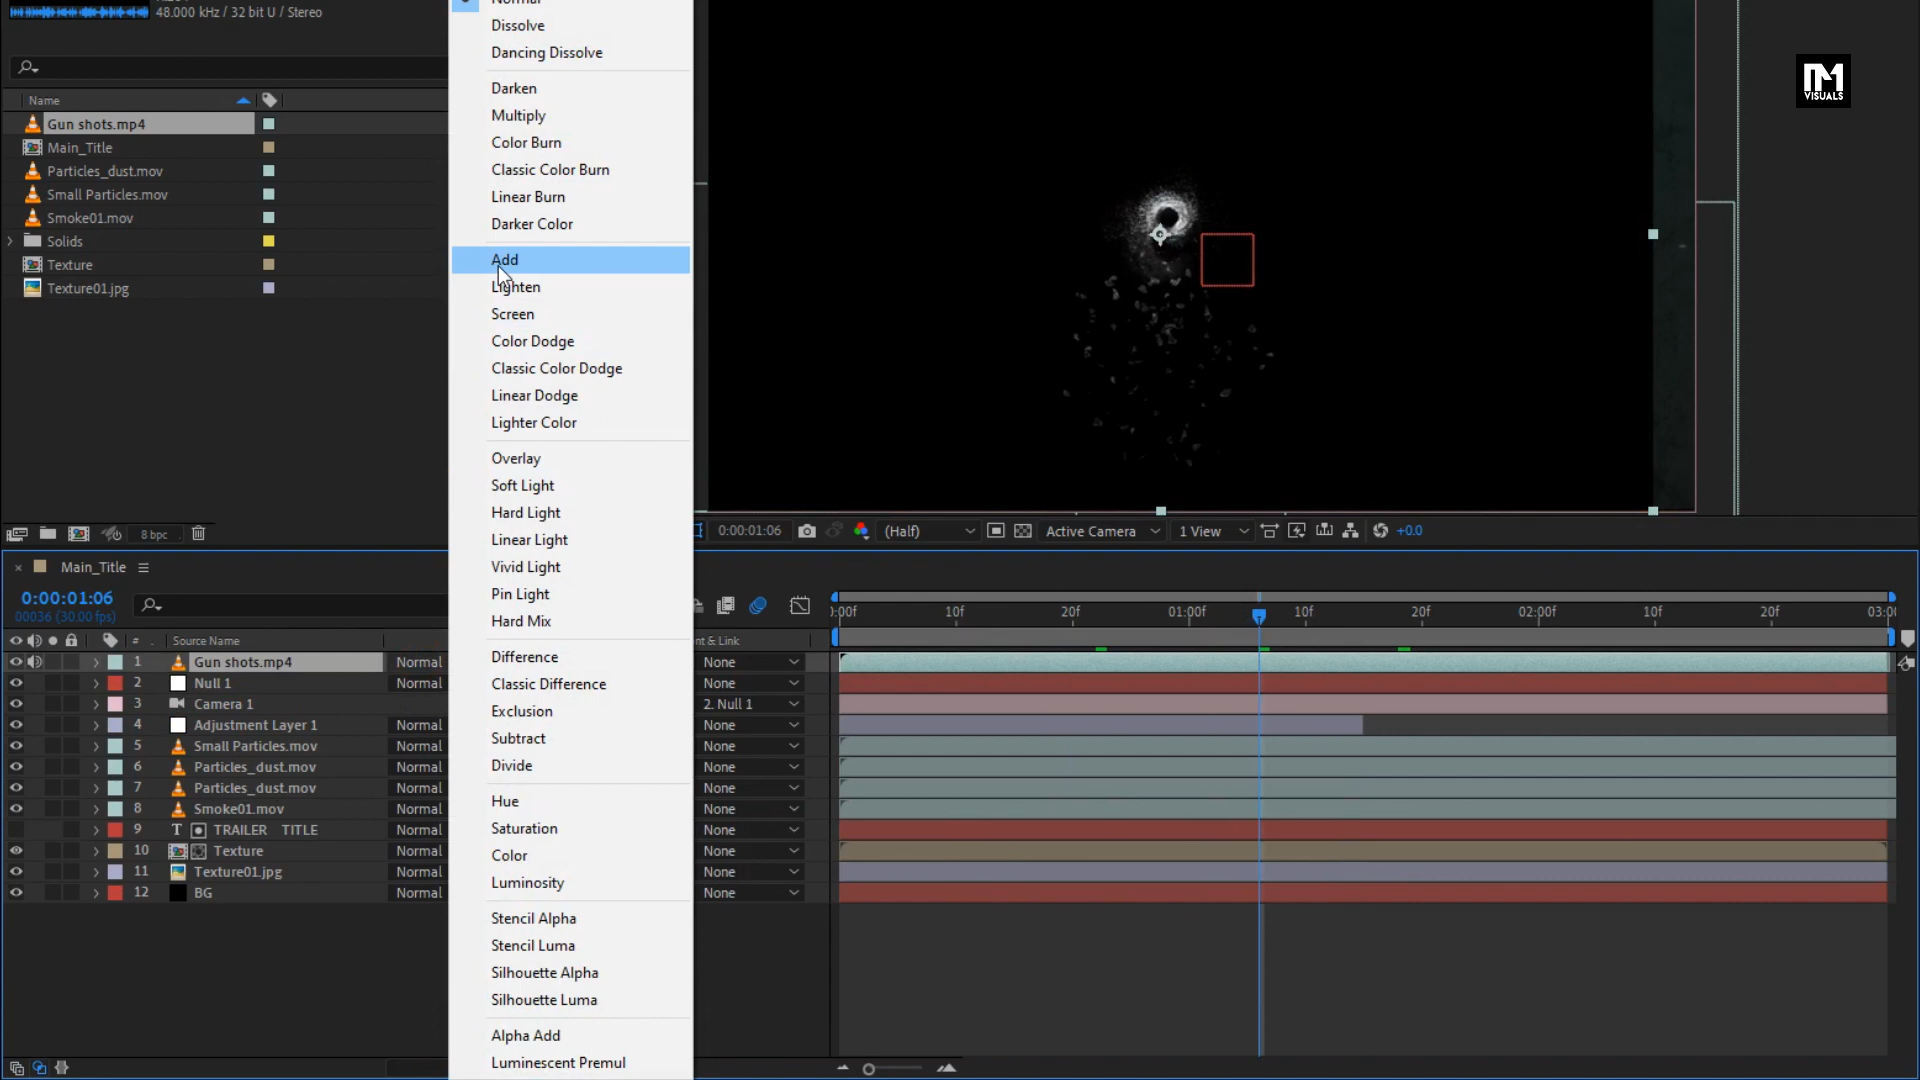 48.000 kHz / 32 bit U / Stereo
Name
Gun shots.mp4
Main_Title
Particles_dust.mov
Small Particles.mov
Smoke01.mov
Solids
Texture
Texture01.jpg
8 bpc
Normal
Dissolve
Dancing Dissolve
Darken
Multiply
Color Burn
Classic Color Burn
Linear Burn
Darker Color
Add
Lighten
Screen
Color Dodge
Classic Color Dodge
Linear Dodge
Lighter Color
Overlay
Soft Light
Hard Light
Linear Light
Vivid Light
Pin Light
Hard Mix
Difference
Classic Difference
Exclusion
Subtract
Divide
Hue
Saturation
Color
Luminosity
Stencil Alpha
Stencil Luma
Silhouette Alpha
Silhouette Luma
Alpha Add
Luminescent Premul
M
VISUALS
0:00:01:06 (Half) Active Camera 1 View +0.0
Main_Title
0:00:01:06
00036 (30.00 fps)
# . Source Name nt & Link
:00f 10f 20f 01:00f 10f 20f 02:00f 10f 20f 03:00
1 Gun shots.mp4 Normal None
2 Null 1 Normal None
3 Camera 1 2. Null 1
4 Adjustment Layer 1 Normal None
5 Small Particles.mov Normal None
6 Particles_dust.mov Normal None
7 Particles_dust.mov Normal None
8 Smoke01.mov Normal None
9 T TRAILER TITLE Normal None
10 Texture Normal None
11 Texture01.jpg Normal None
12 BG Normal None